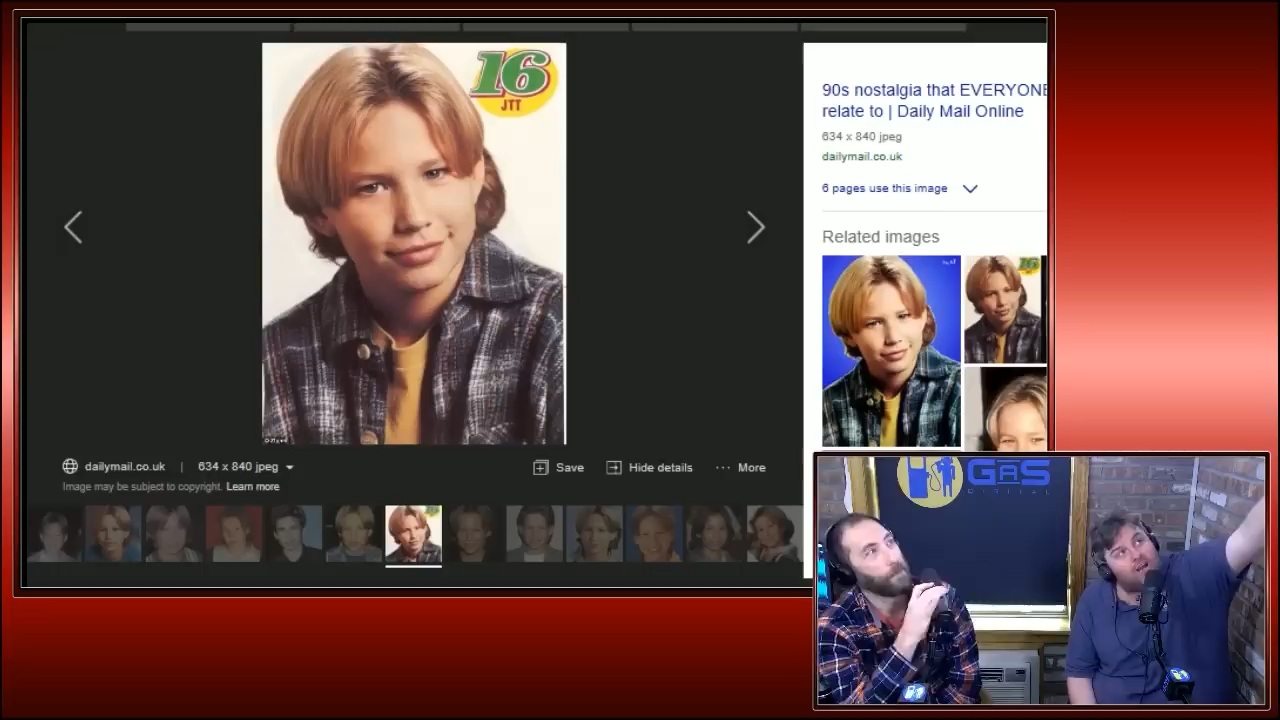 16
JTT
90s nostalgia that EVERYONE
relate to | Daily Mail Online
634 x 840 jpeg
dailymail.co.uk
6 pages use this image
Related images
16
dailymail.co.uk | 634 x 840 jpeg
Save
Hide details
More
Image may be subject to copyright. Learn more
GaS
DIGITAL